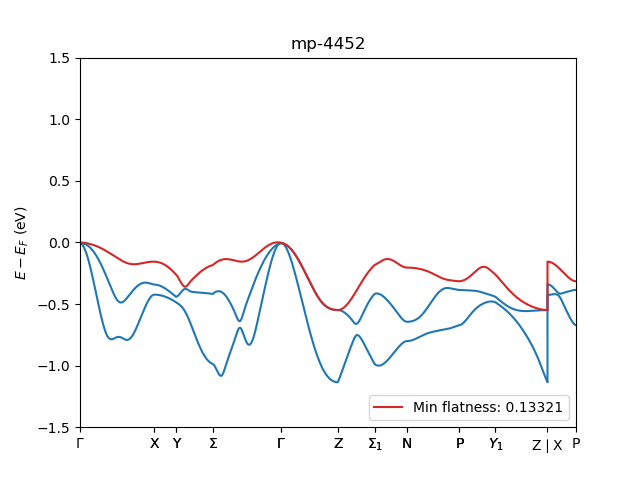 mp-4452
E − E_F (eV)
1.5
1.0
0.5
0.0
−0.5
−1.0
−1.5
Min flatness: 0.13321
Γ X Y Σ Γ Z Σ₁ N P Y₁ Z | X P